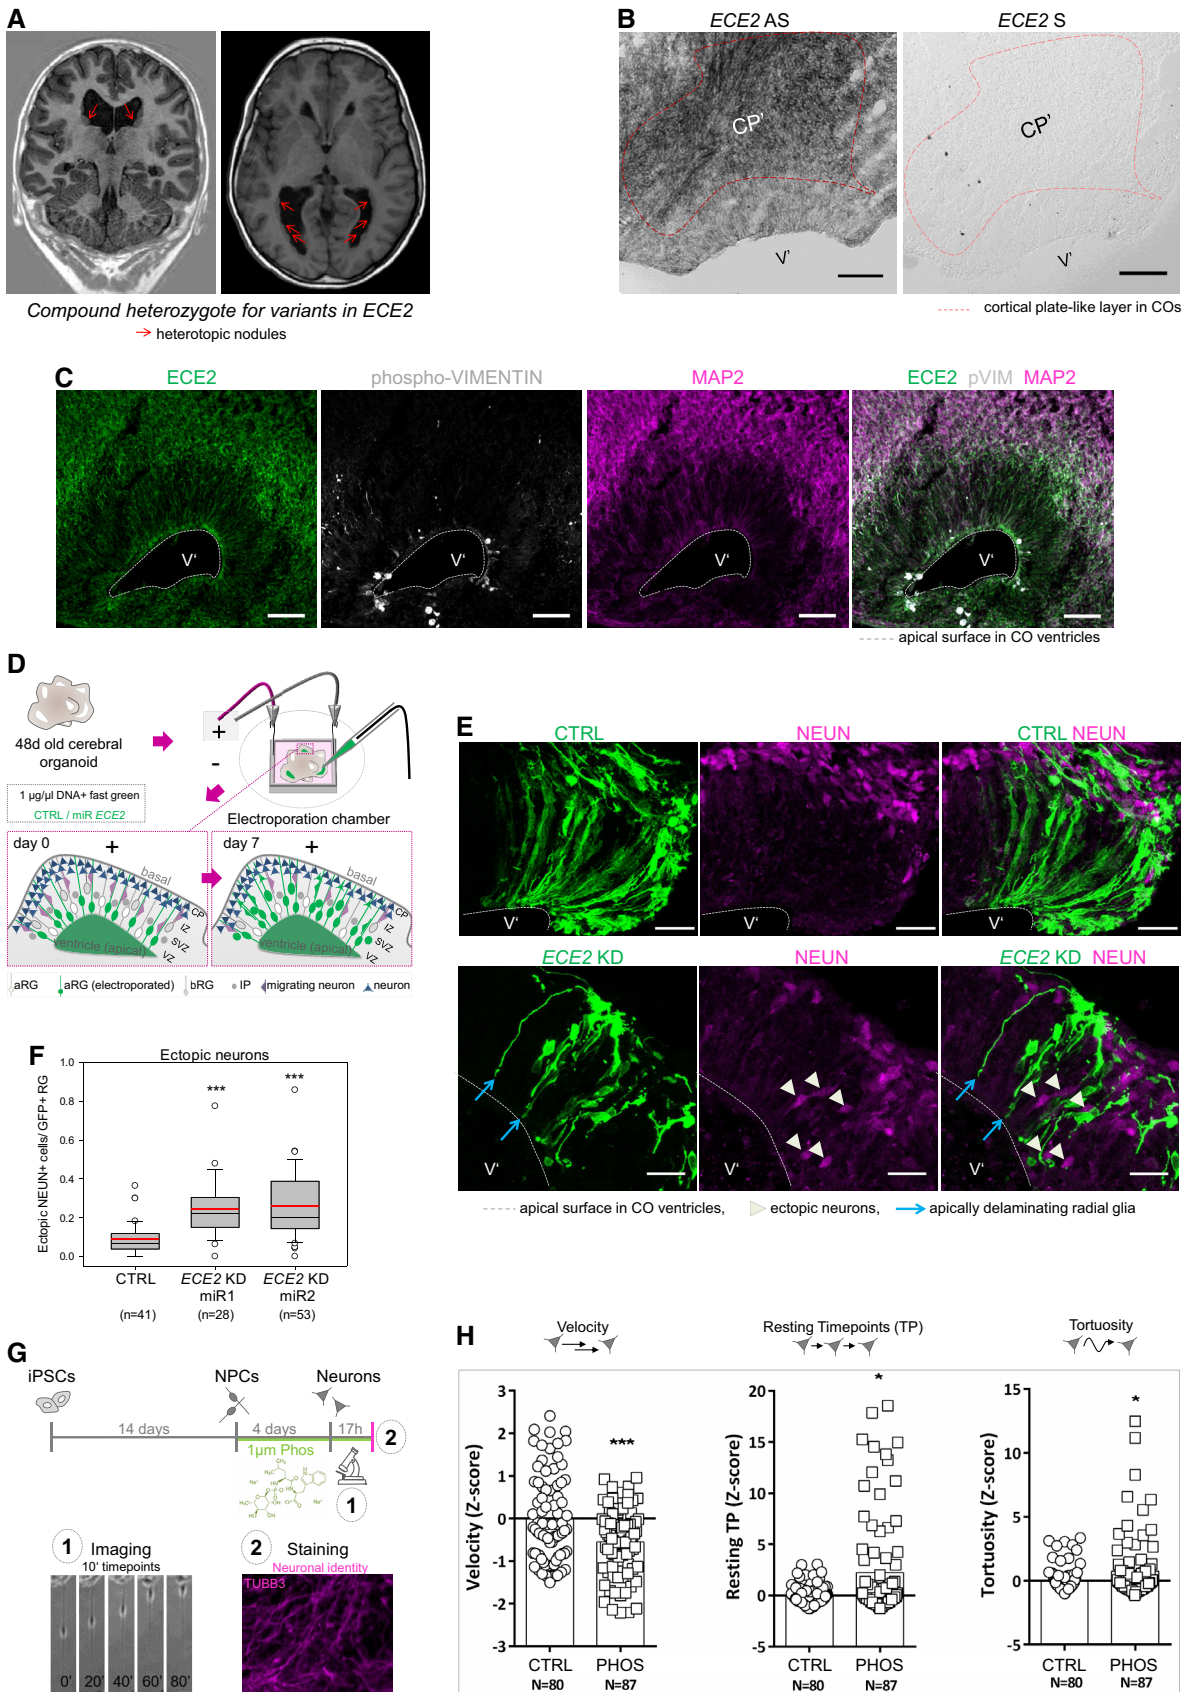 A
Compound heterozygote for variants in ECE2
heterotopic nodules
B
ECE2 AS
ECE2 S
CP'
CP'
V'
V'
cortical plate-like layer in COs
C
ECE2
phospho-VIMENTIN
MAP2
ECE2 pVIM MAP2
V'
V'
V'
V'
apical surface in CO ventricles
D
48d old cerebral
organoid
+
-
1 µg/µl DNA+ fast green
CTRL / miR ECE2
Electroporation chamber
day 0
+
basal
CP
IZ
SVZ
VZ
ventricle (apical)
day 7
+
basal
CP
IZ
SVZ
VZ
ventricle (apical)
aRG
aRG (electroporated)
bRG
IP
migrating neuron
neuron
E
CTRL
NEUN
CTRL NEUN
V'
V'
V'
ECE2 KD
NEUN
ECE2 KD NEUN
V'
V'
V'
apical surface in CO ventricles,
ectopic neurons,
apically delaminating radial glia
F
Ectopic neurons
Ectopic NEUN+ cells/ GFP+ RG
1.0
0.8
0.6
0.4
0.2
0.0
***
***
CTRL
ECE2 KD
miR1
ECE2 KD
miR2
(n=41)
(n=28)
(n=53)
G
iPSCs
NPCs
Neurons
14 days
4 days
17h
2
1µm Phos
1
1
Imaging
10' timepoints
0'
20'
40'
60'
80'
2
Staining
Neuronal identity
TUBB3
H
Velocity
Resting Timepoints (TP)
Tortuosity
Velocity (Z-score)
3
2
1
0
-1
-2
-3
***
CTRL
PHOS
N=80
N=87
Resting TP (Z-score)
20
15
10
5
0
-5
*
CTRL
PHOS
N=80
N=87
Tortuosity (Z-score)
15
10
5
0
-5
*
CTRL
PHOS
N=80
N=87